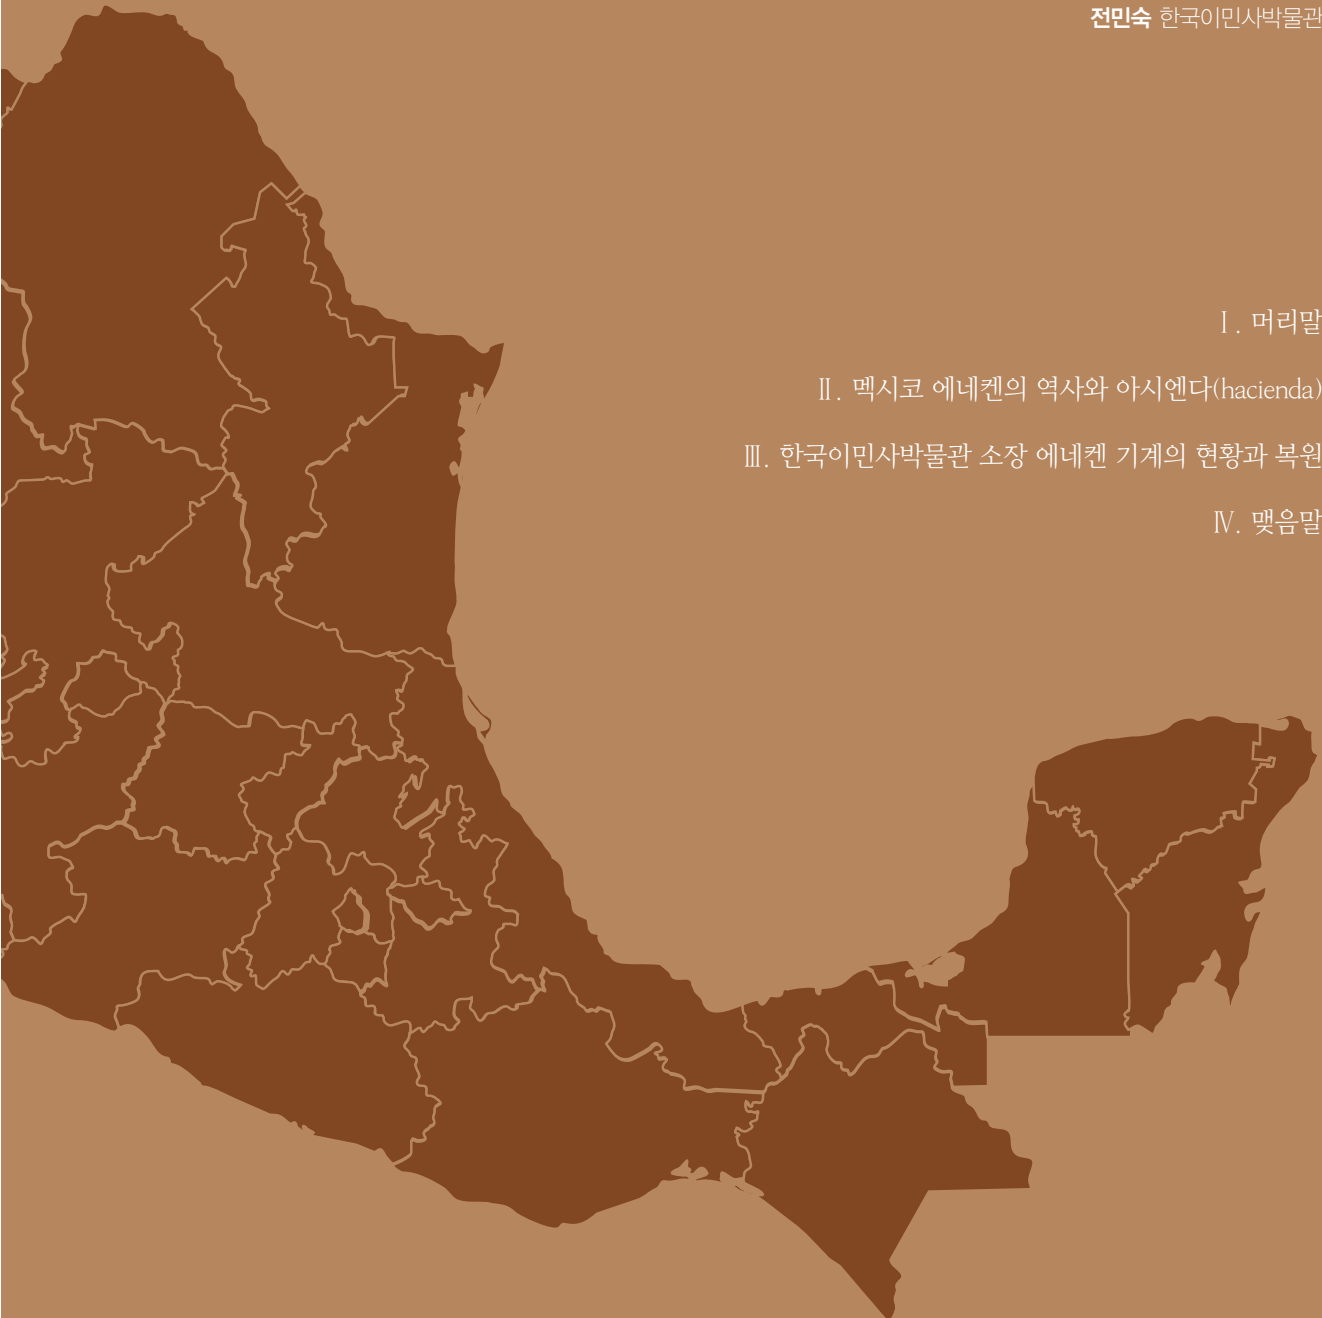 전민숙 한국이민사박물관
Ⅰ. 머리말
Ⅱ. 멕시코 에네켄의 역사와 아시엔다(hacienda)
Ⅲ. 한국이민사박물관 소장 에네켄 기계의 현황과 복원
Ⅳ. 맺음말